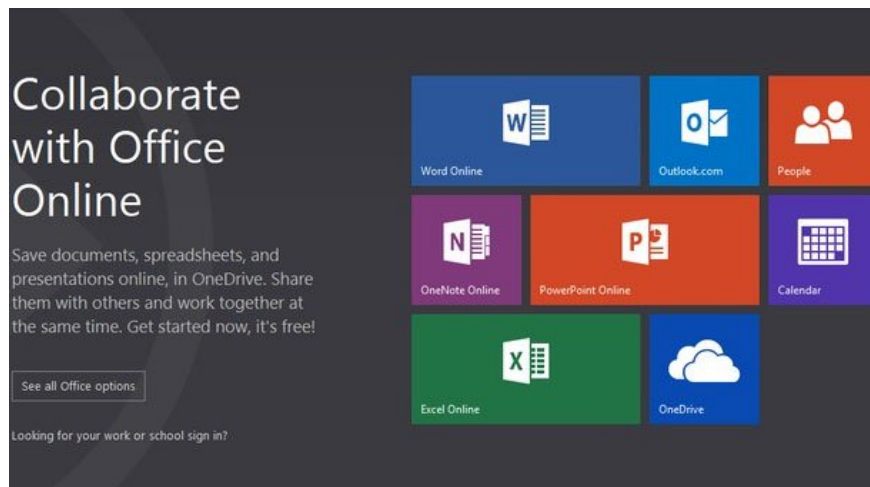 Collaborate
with Office
Online
Save documents, spreadsheets, and
presentations online, in OneDrive. Share
them with others and work together at
the same time. Get started now, it's free!
See all Office options
Looking for your work or school sign in?
W
Word Online
O
Outlook.com
People
N
OneNote Online
P
PowerPoint Online
Calendar
X
Excel Online
OneDrive